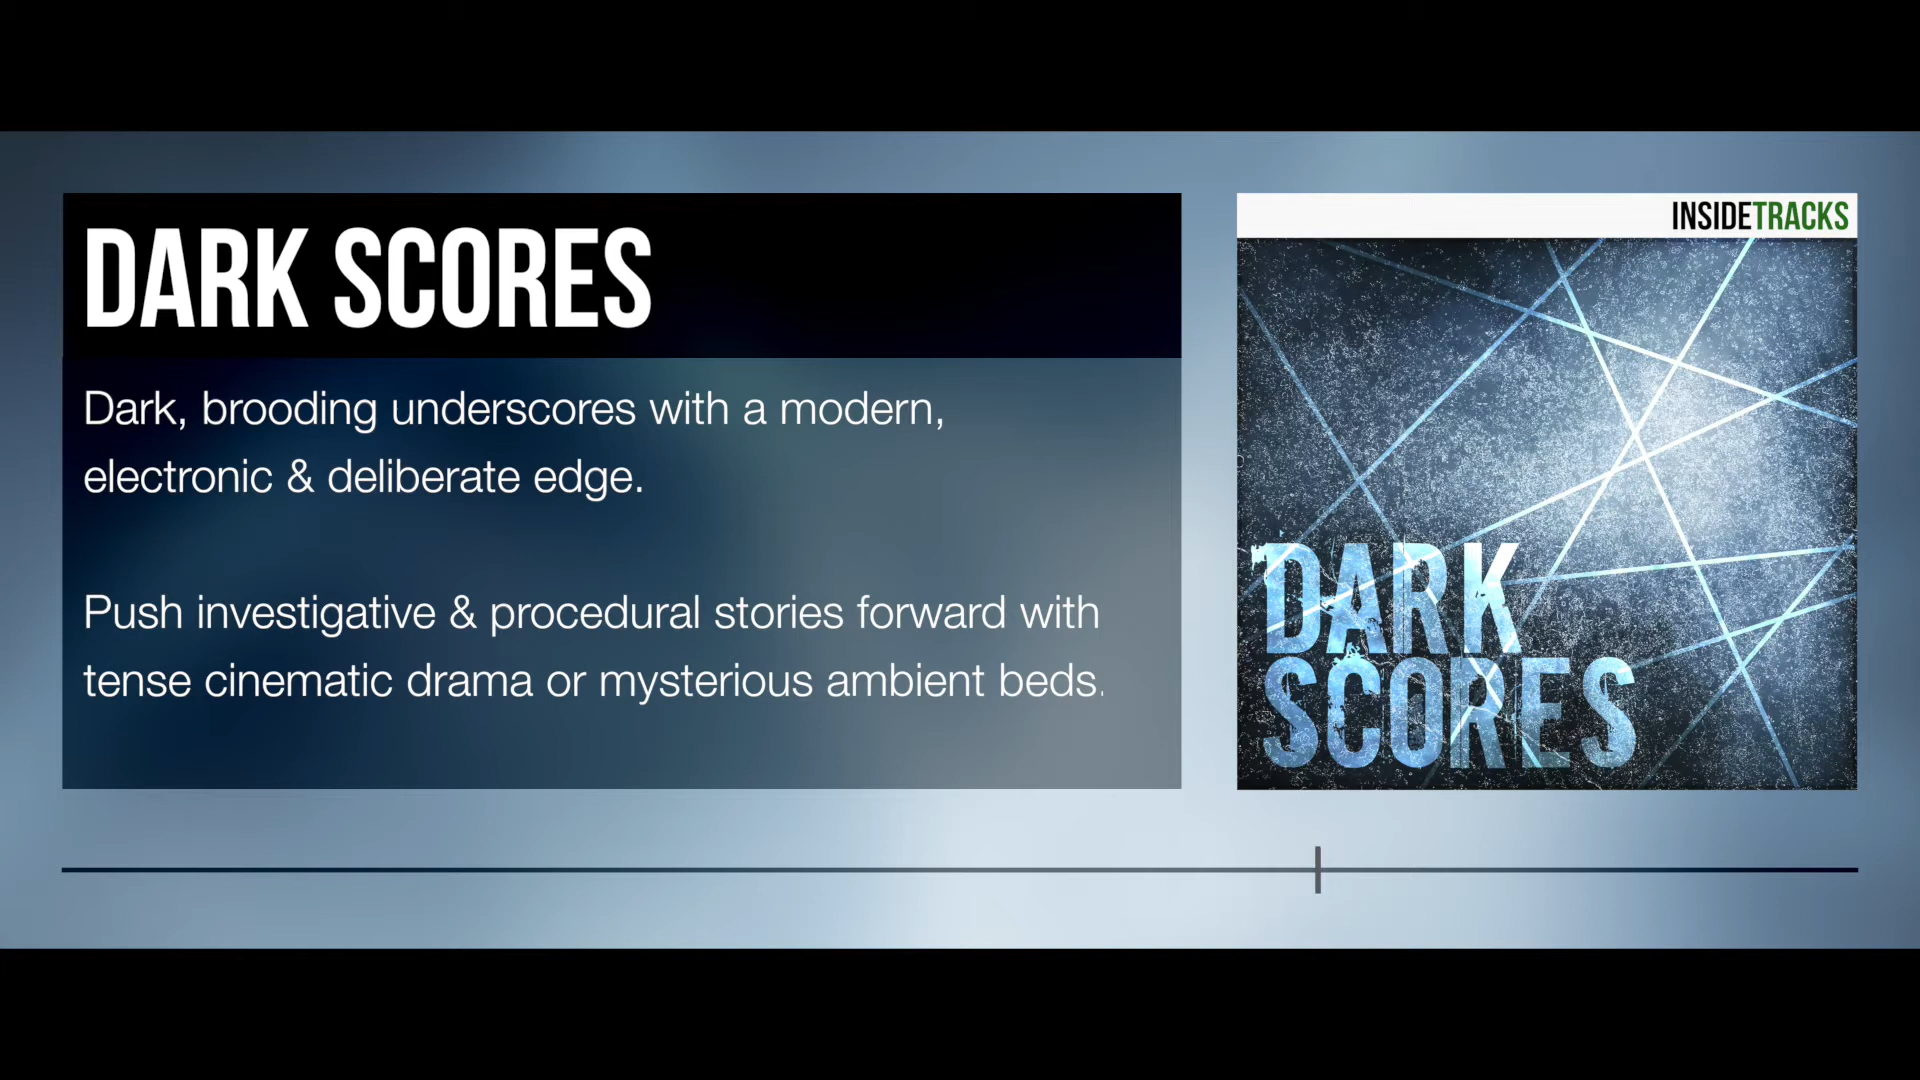 DARK SCORES
Dark, brooding underscores with a modern,
electronic & deliberate edge.
Push investigative & procedural stories forward with
tense cinematic drama or mysterious ambient beds.
INSIDETRACKS
DARK
SCORES